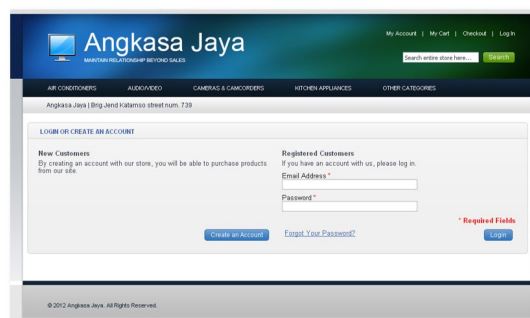 Angkasa Jaya
MAINTAIN RELATIONSHIP BEYOND SALES
My Account | My Cart | Checkout | Log In
Search entire store here... Search
AIR CONDITIONERS AUDIO/VIDEO CAMERAS & CAMCORDERS KITCHEN APPLIANCES OTHER CATEGORIES
Angkasa Jaya | Brig Jend Katamso street num. 739
LOGIN OR CREATE AN ACCOUNT
New Customers
By creating an account with our store, you will be able to purchase products
from our site.
Create an Account
Registered Customers
If you have an account with us, please log in.
Email Address *
Password *
* Required Fields
Forgot Your Password? Login
© 2012 Angkasa Jaya. All Rights Reserved.